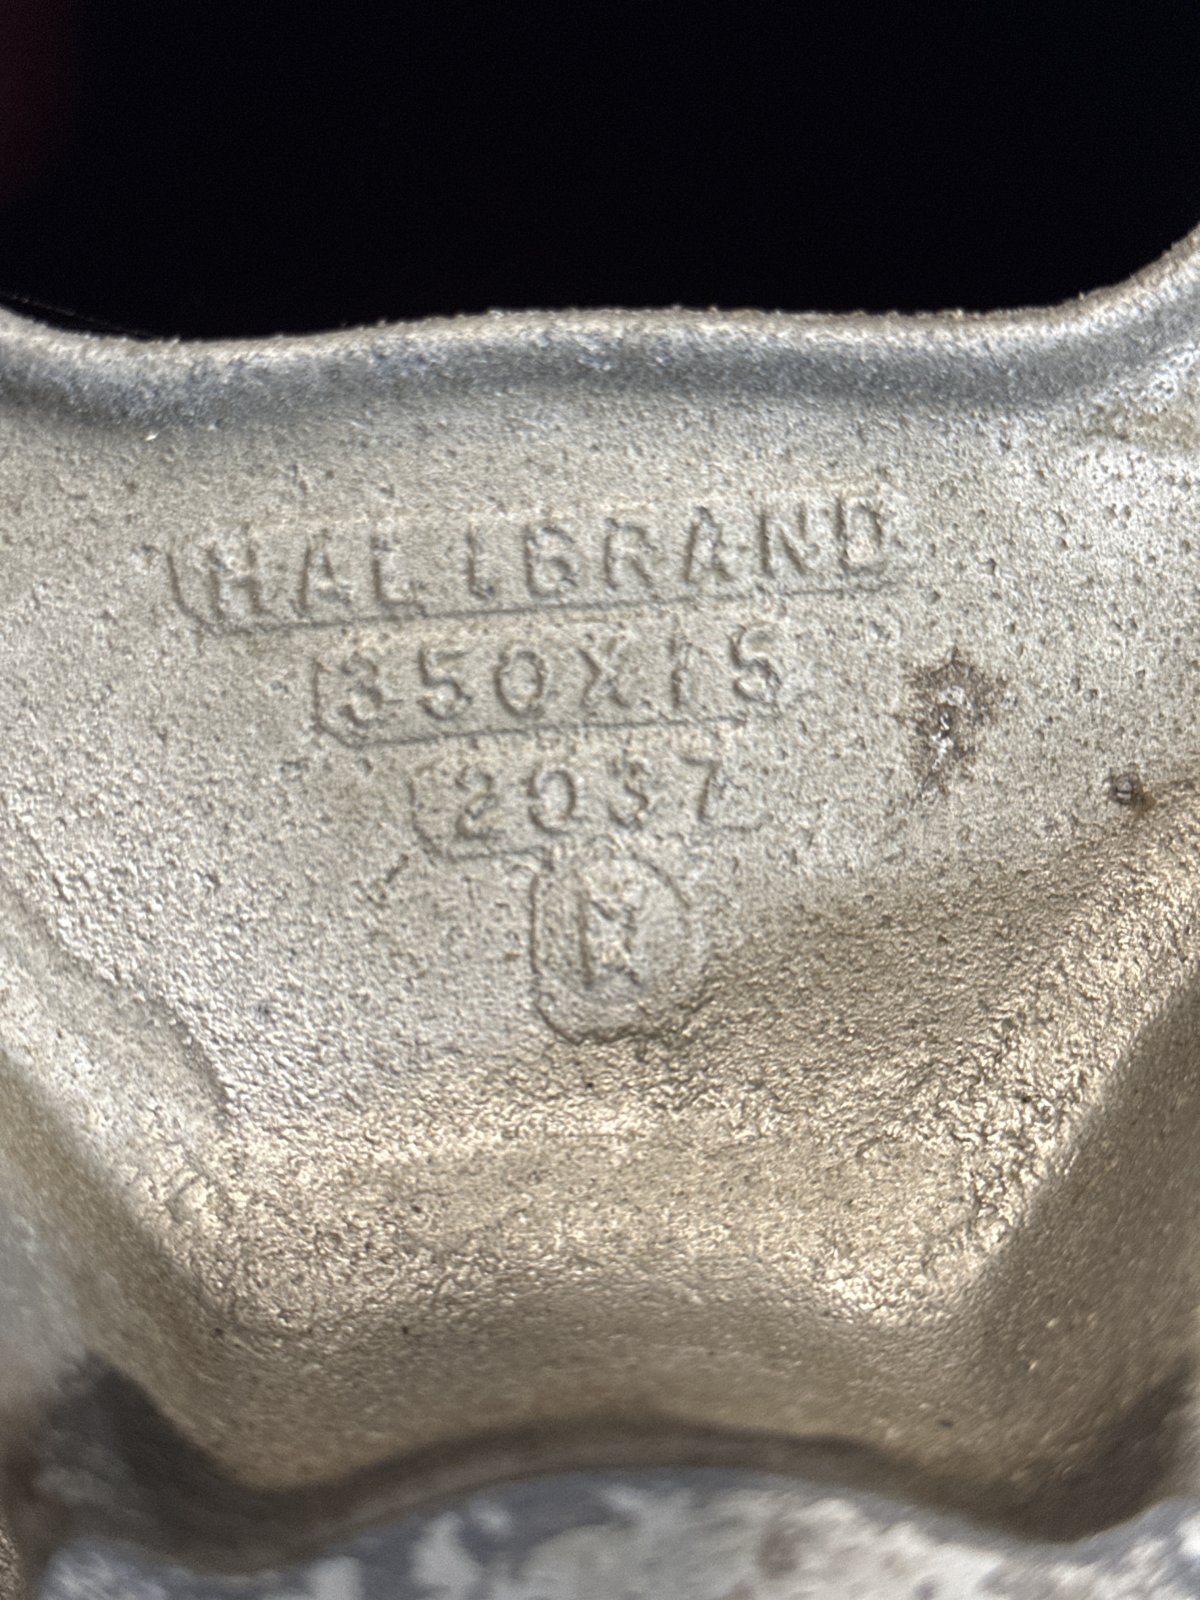 HALIBRAND
350X15
2037
K